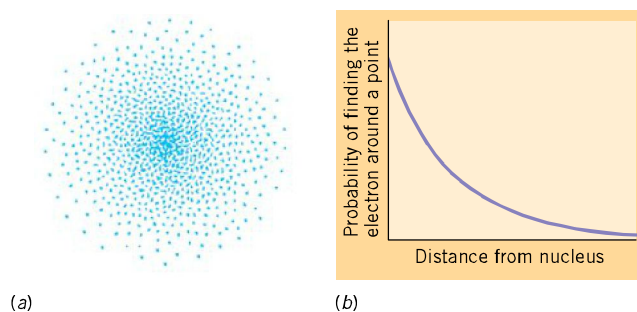 Probability of finding the
electron around a point
Distance from nucleus
(a)
(b)